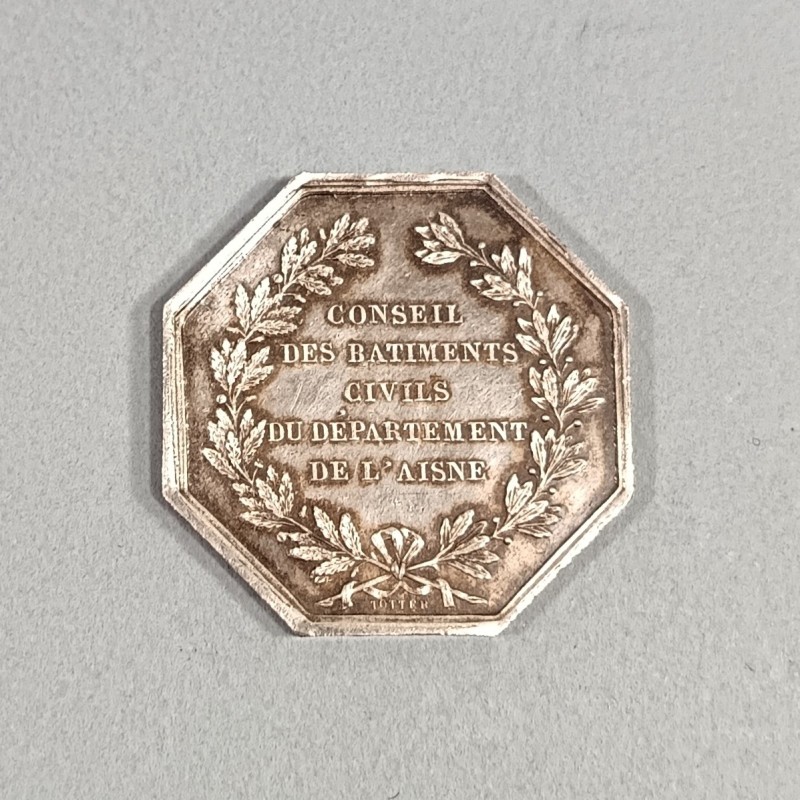 CONSEIL
DES BATIMENTS
CIVILS
DU DÉPARTEMENT
DE L'AISNE